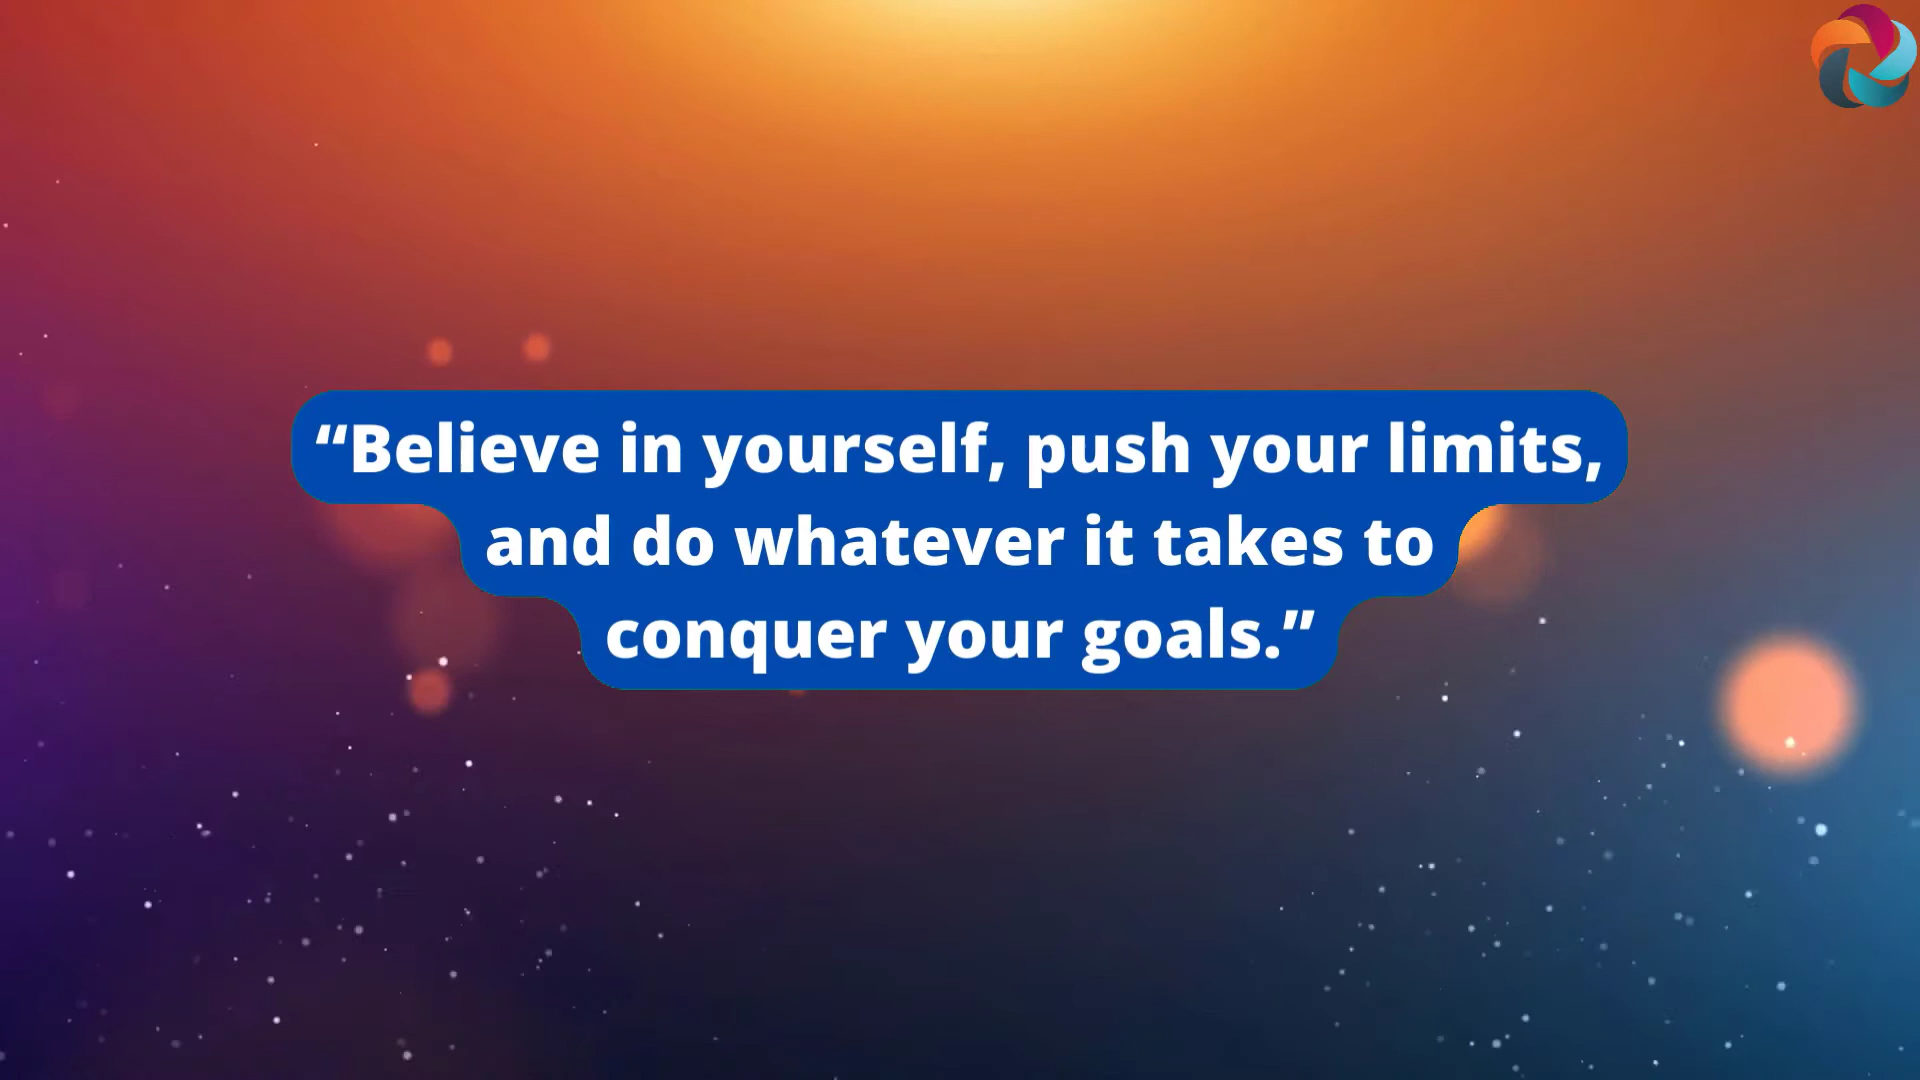 “Believe in yourself, push your limits,
and do whatever it takes to
conquer your goals.”